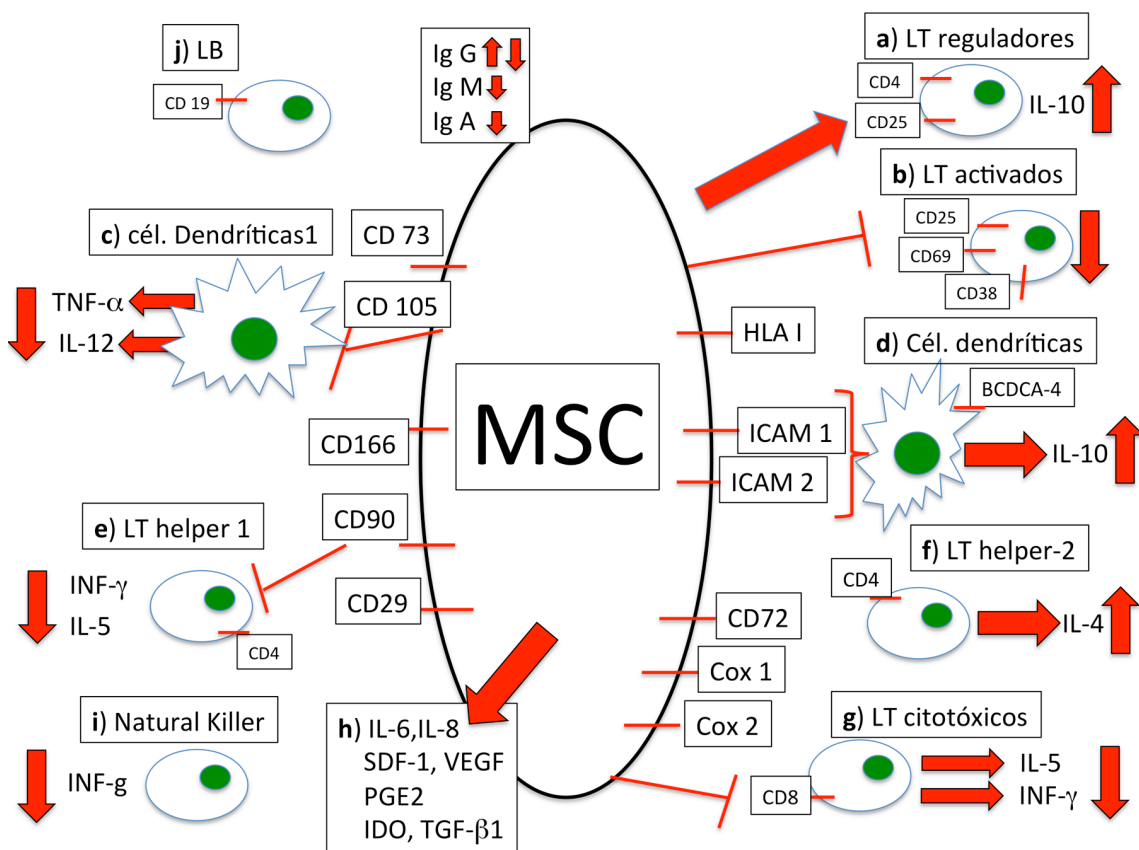 j) LB
CD 19
Ig G
Ig M
Ig A
a) LT reguladores
CD4
CD25
IL-10
b) LT activados
CD25
CD69
CD38
c) cél. Dendríticas1
TNF-α
IL-12
CD 73
CD 105
CD166
CD90
CD29
MSC
HLA I
ICAM 1
ICAM 2
d) Cél. dendríticas
BCDCA-4
IL-10
e) LT helper 1
INF-γ
IL-5
CD4
f) LT helper-2
CD4
IL-4
CD72
Cox 1
Cox 2
g) LT citotóxicos
CD8
IL-5
INF-γ
h) IL-6,IL-8
SDF-1, VEGF
PGE2
IDO, TGF-β1
i) Natural Killer
INF-g